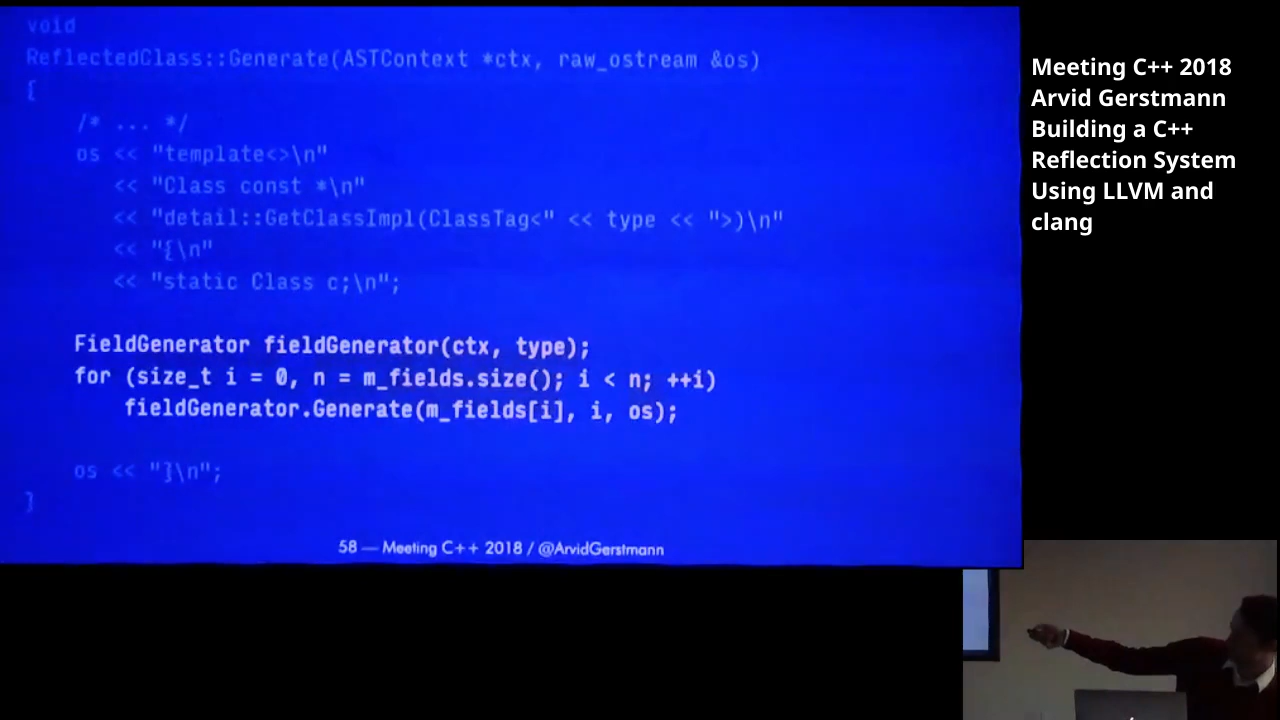 void
ReflectedClass::Generate(ASTContext *ctx, raw_ostream &os)
{
/* ... */
os << "template<>\n"
<< "Class const *\n"
<< "detail::GetClassImpl(ClassTag<" << type << ">)\n"
<< "{\n"
<< "static Class c;\n";
FieldGenerator fieldGenerator(ctx, type);
for (size_t i = 0, n = m_fields.size(); i < n; ++i)
fieldGenerator.Generate(m_fields[i], i, os);
os << "}\n";
}
58 — Meeting C++ 2018 / @ArvidGerstmann
Meeting C++ 2018
Arvid Gerstmann
Building a C++
Reflection System
Using LLVM and
clang